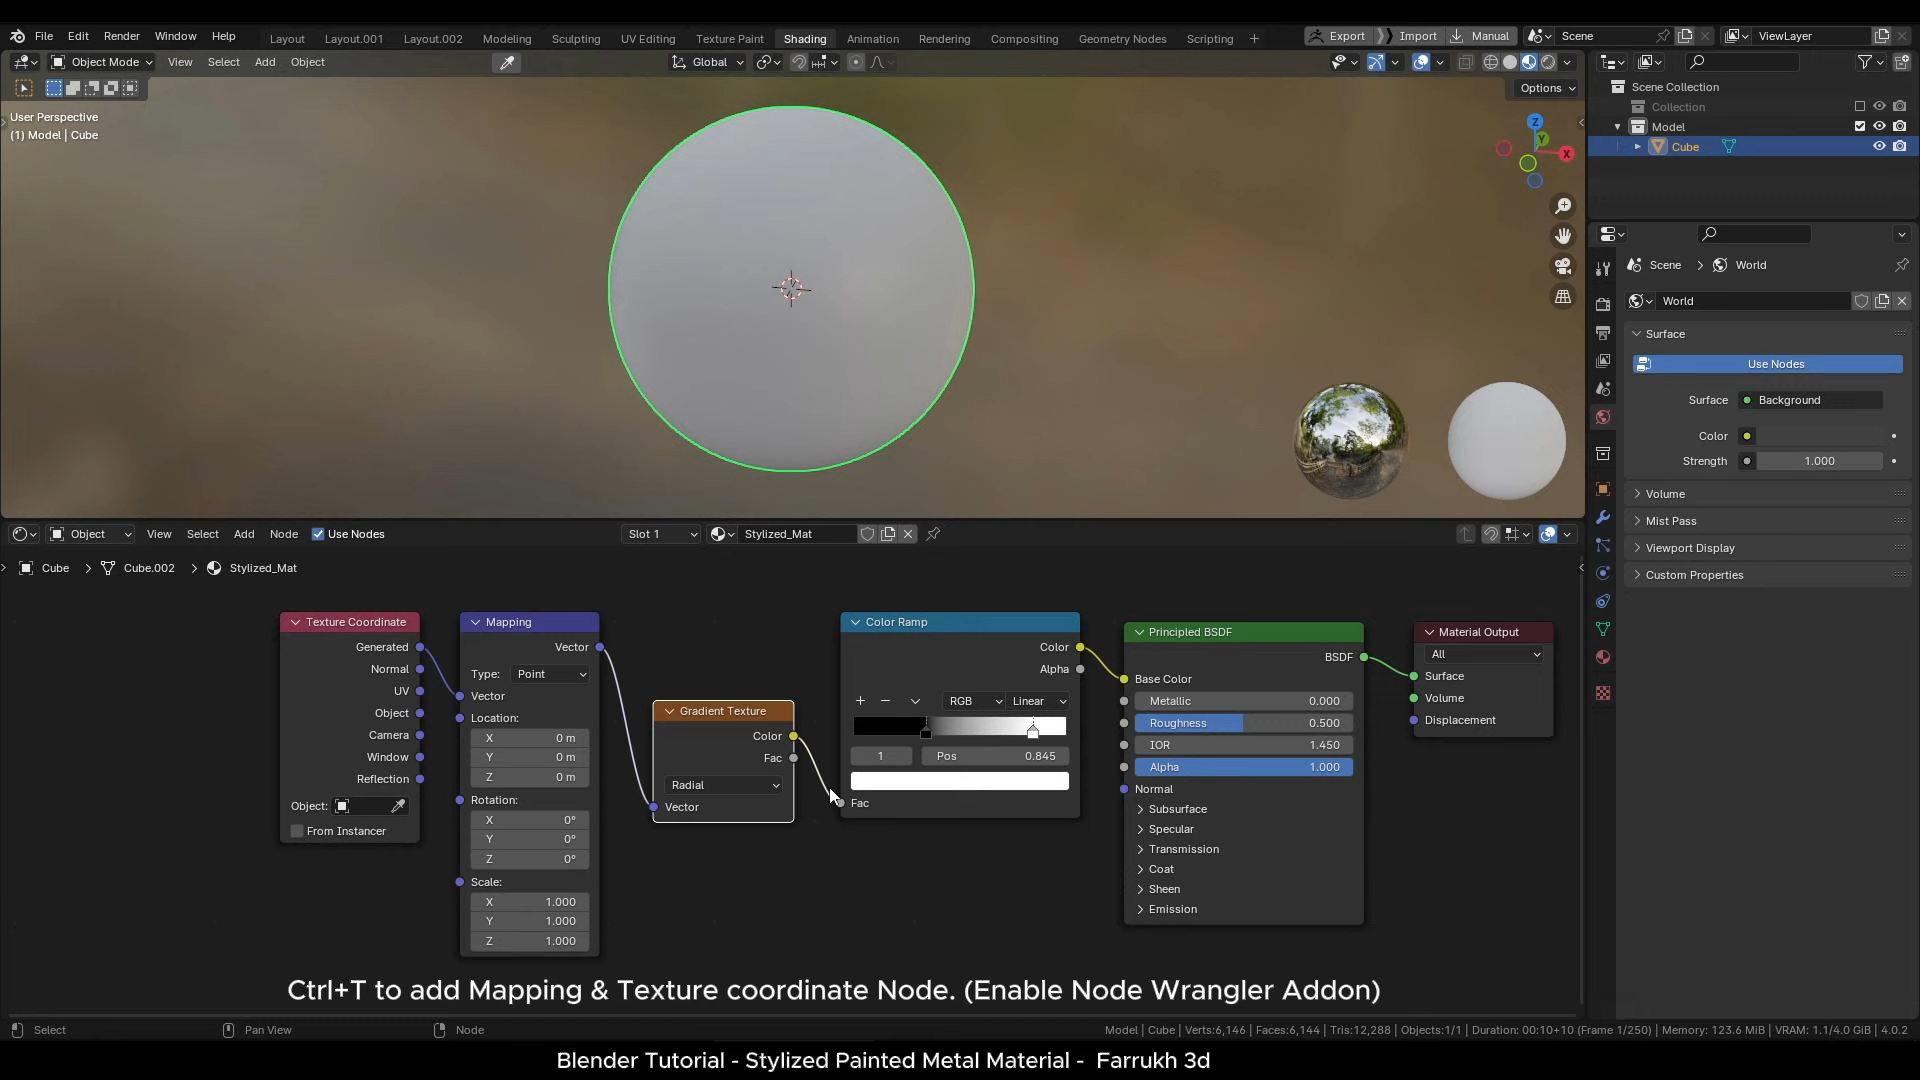 File Edit Render Window Help Layout Layout.001 Layout.002 Modeling Sculpting UV Editing Texture Paint Shading Animation Rendering Compositing Geometry Nodes Scripting + Export Import Manual Scene ViewLayer
Object Mode View Select Add Object Global
Options
User Perspective
(1) Model | Cube
Z
Y
X
Scene Collection
Collection
Model
Cube
Scene > World
World
Surface
Use Nodes
Surface Background
Color
Strength 1.000
Volume
Mist Pass
Viewport Display
Custom Properties
Object View Select Add Node Use Nodes Slot 1 Stylized_Mat
Cube > Cube.002 > Stylized_Mat
Texture Coordinate
Generated
Normal
UV
Object
Camera
Window
Reflection
Object:
From Instancer
Mapping
Vector
Type: Point
Vector
Location:
X 0 m
Y 0 m
Z 0 m
Rotation:
X 0°
Y 0°
Z 0°
Scale:
X 1.000
Y 1.000
Z 1.000
Gradient Texture
Color
Fac
Radial
Vector
Color Ramp
Color
Alpha
RGB Linear
1 Pos 0.845
Fac
Principled BSDF
BSDF
Base Color
Metallic 0.000
Roughness 0.500
IOR 1.450
Alpha 1.000
Normal
Subsurface
Specular
Transmission
Coat
Sheen
Emission
Material Output
All
Surface
Volume
Displacement
Ctrl+T to add Mapping & Texture coordinate Node. (Enable Node Wrangler Addon)
Select Pan View Node Model | Cube | Verts:6,146 | Faces:6,144 | Tris:12,288 | Objects:1/1 | Duration: 00:10+10 (Frame 1/250) | Memory: 123.6 MiB | VRAM: 1.1/4.0 GiB | 4.0.2
Blender Tutorial - Stylized Painted Metal Material - Farrukh 3d